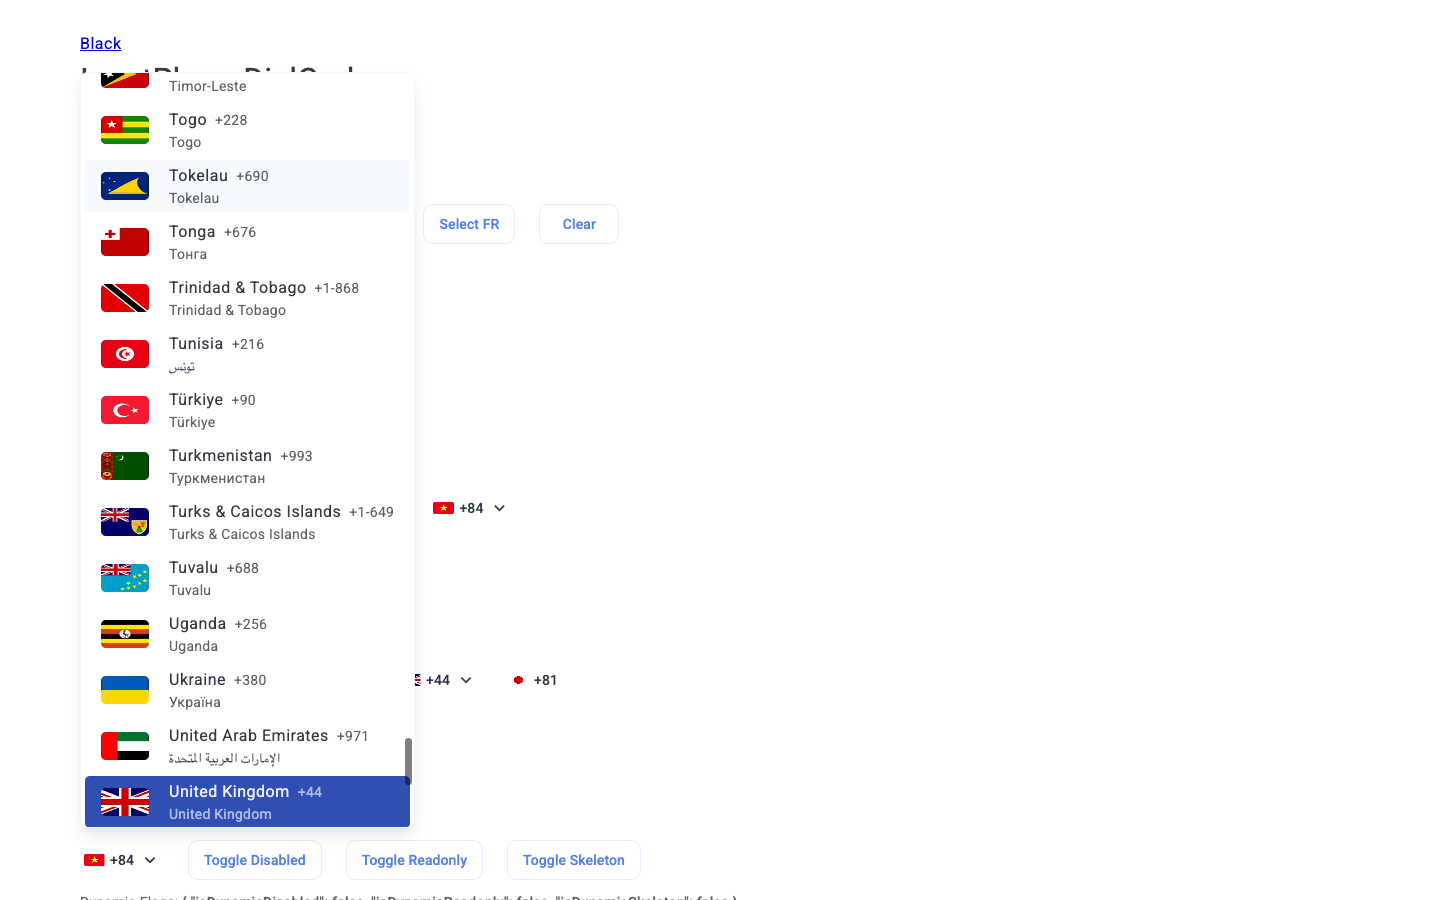 Black
Timor-Leste
Togo +228
Togo
Tokelau +690
Tokelau
Select FR
Clear
Tonga +676
Тонга
Trinidad & Tobago +1-868
Trinidad & Tobago
Tunisia +216
تونس
Türkiye +90
Türkiye
Turkmenistan +993
Туркменистан
Turks & Caicos Islands +1-649
Turks & Caicos Islands
+84
Tuvalu +688
Tuvalu
Uganda +256
Uganda
Ukraine +380
Україна
+44
+81
United Arab Emirates +971
الإمارات العربية المتحدة
United Kingdom +44
United Kingdom
+84
Toggle Disabled
Toggle Readonly
Toggle Skeleton